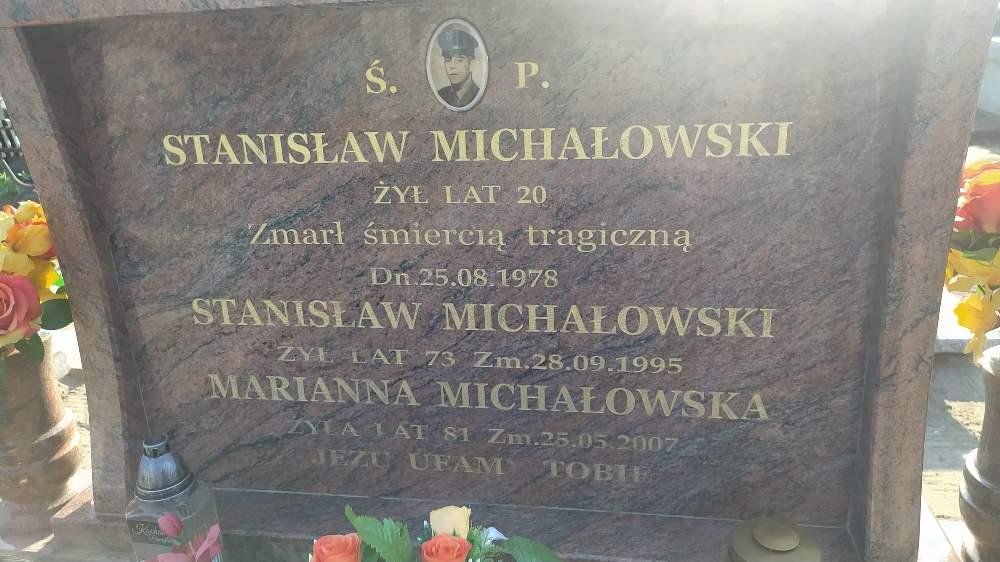 Ś. P.
STANISŁAW MICHAŁOWSKI
ŻYŁ LAT 20
Zmarł śmiercią tragiczną
Dn.25.08.1978
STANISŁAW MICHAŁOWSKI
ŻYŁ LAT 73 Zm.28.09.1995
MARIANNA MICHAŁOWSKA
ŻYŁA LAT 81 Zm.25.05.2007
JEZU UFAM TOBIE